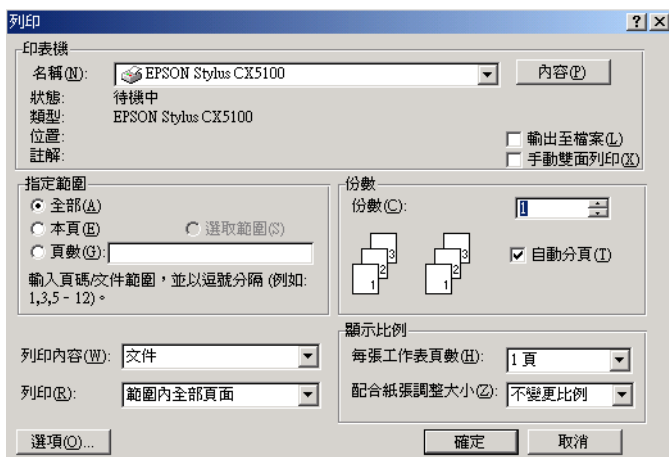 列印
印表機
名稱(N): EPSON Stylus CX5100 內容(P)
狀態: 待機中
類型: EPSON Stylus CX5100
位置:
註解:
輸出至檔案(L)
手動雙面列印(X)
指定範圍
全部(A)
本頁(E) 選取範圍(S)
頁數(G):
輸入頁碼/文件範圍，並以逗號分隔 (例如:
1,3,5 - 12)。
份數
份數(C): 1
1 2 3 1 2 3
自動分頁(T)
列印內容(W): 文件
列印(R): 範圍內全部頁面
顯示比例
每張工作表頁數(H): 1 頁
配合紙張調整大小(Z): 不變更比例
選項(O)... 確定 取消